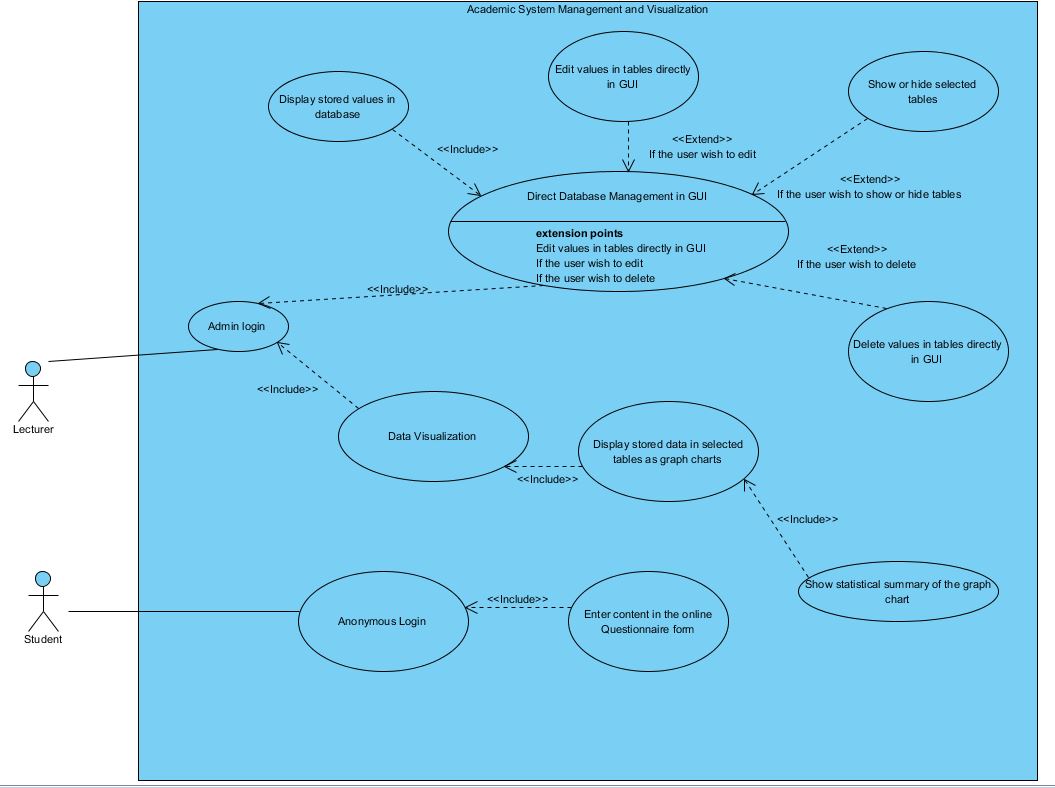 Academic System Management and Visualization
Edit values in tables directly
in GUI
Show or hide selected
tables
Display stored values in
database
<<Include>>
<<Extend>>
If the user wish to edit
<<Extend>>
If the user wish to show or hide tables
Direct Database Management in GUI
extension points
Edit values in tables directly in GUI
If the user wish to edit
If the user wish to delete
<<Extend>>
If the user wish to delete
<<Include>>
Admin login
Delete values in tables directly
in GUI
Lecturer
<<Include>>
Data Visualization
Display stored data in selected
tables as graph charts
<<Include>>
<<Include>>
Show statistical summary of the graph
chart
Student
Anonymous Login
<<Include>>
Enter content in the online
Questionnaire form